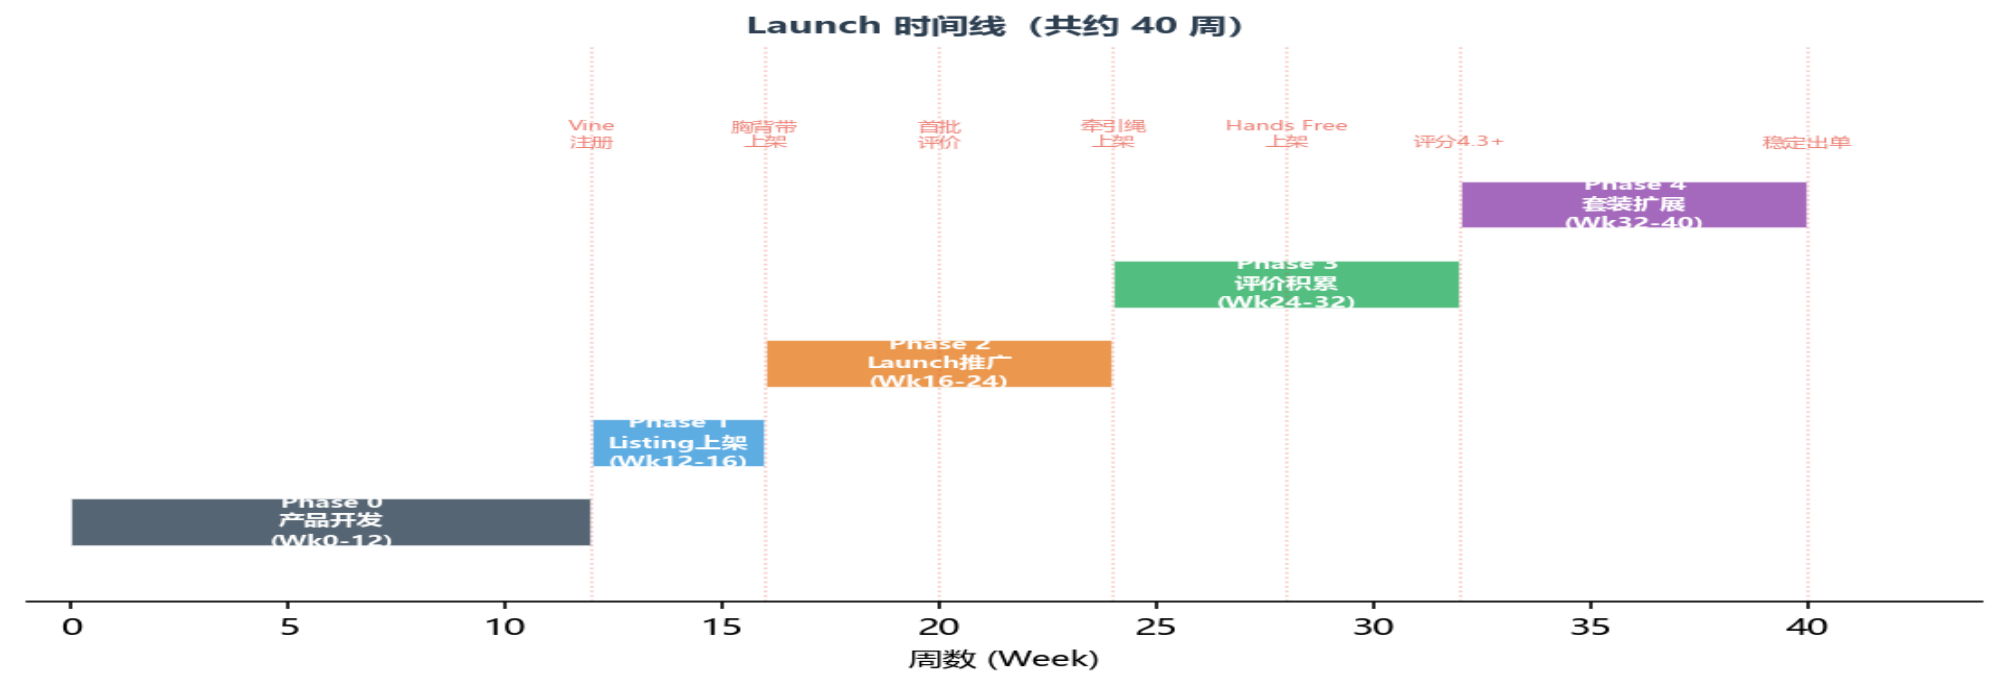 Launch 时间线（共约 40 周）
Vine
注册
胸背带
上架
首批
评价
牵引绳
上架
Hands Free
上架
评分4.3+
稳定出单
Phase 4
套装扩展
(Wk32-40)
Phase 3
评价积累
(Wk24-32)
Phase 2
Launch推广
(Wk16-24)
Phase 1
Listing上架
(Wk12-16)
Phase 0
产品开发
(Wk0-12)
0 5 10 15 20 25 30 35 40
周数 (Week)